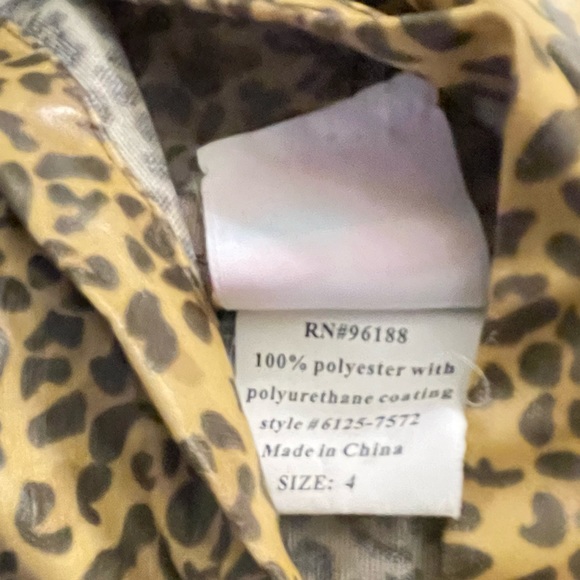 RN#96188
100% polyester with
polyurethane coating
style #6125-7572
Made in China
SIZE: 4